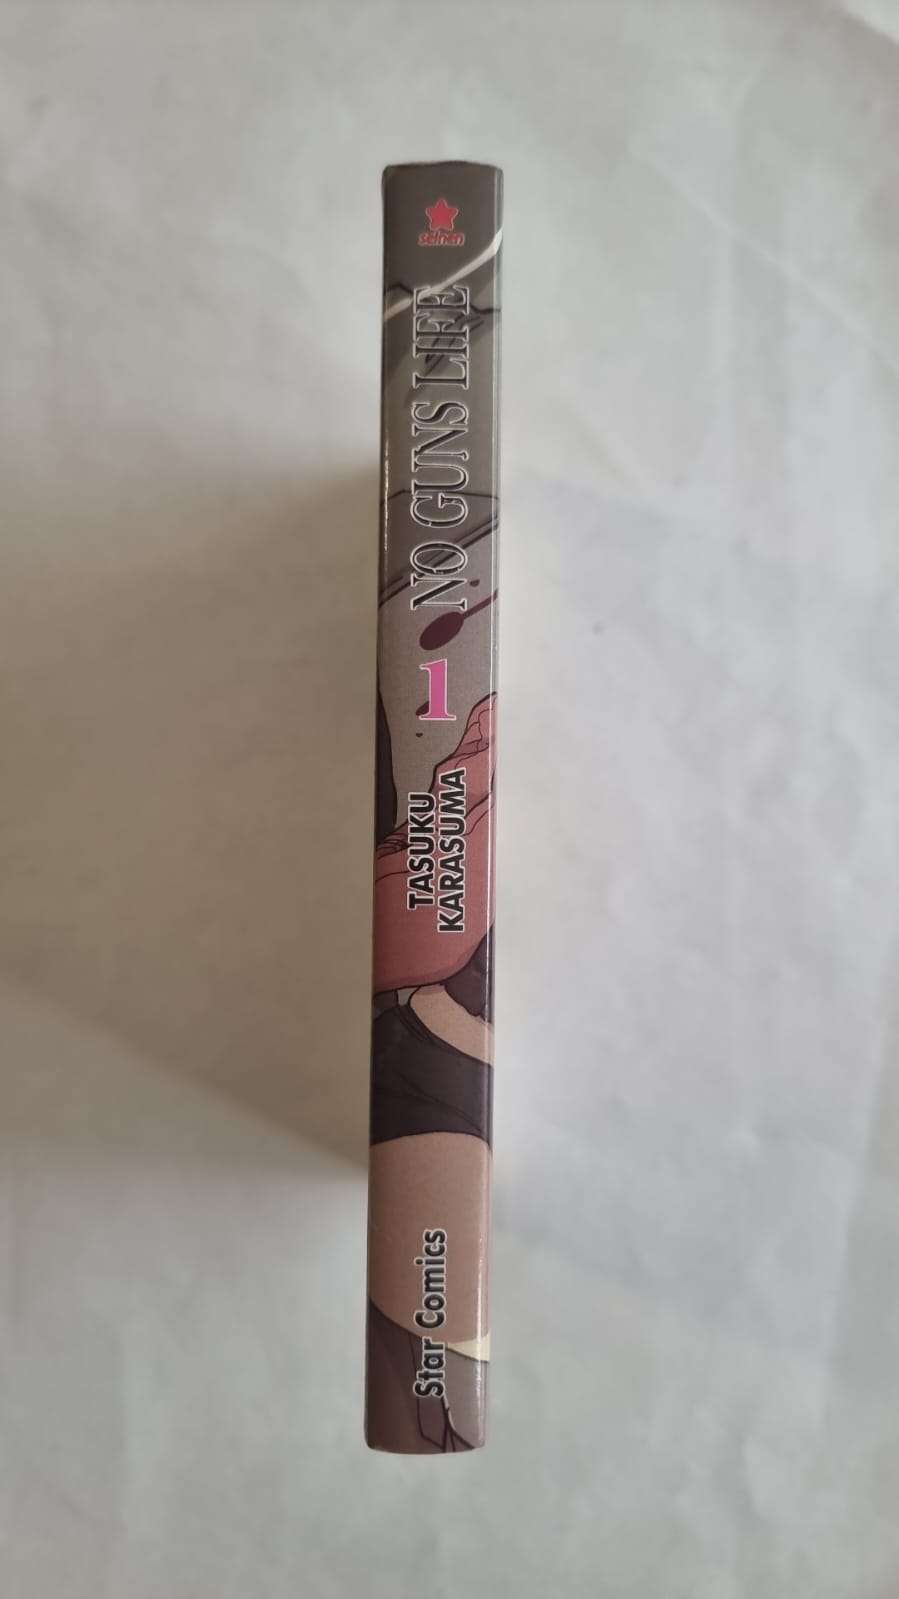 seinen
NO GUNS LIFE
1
TASUKU
KARASUMA
Star Comics